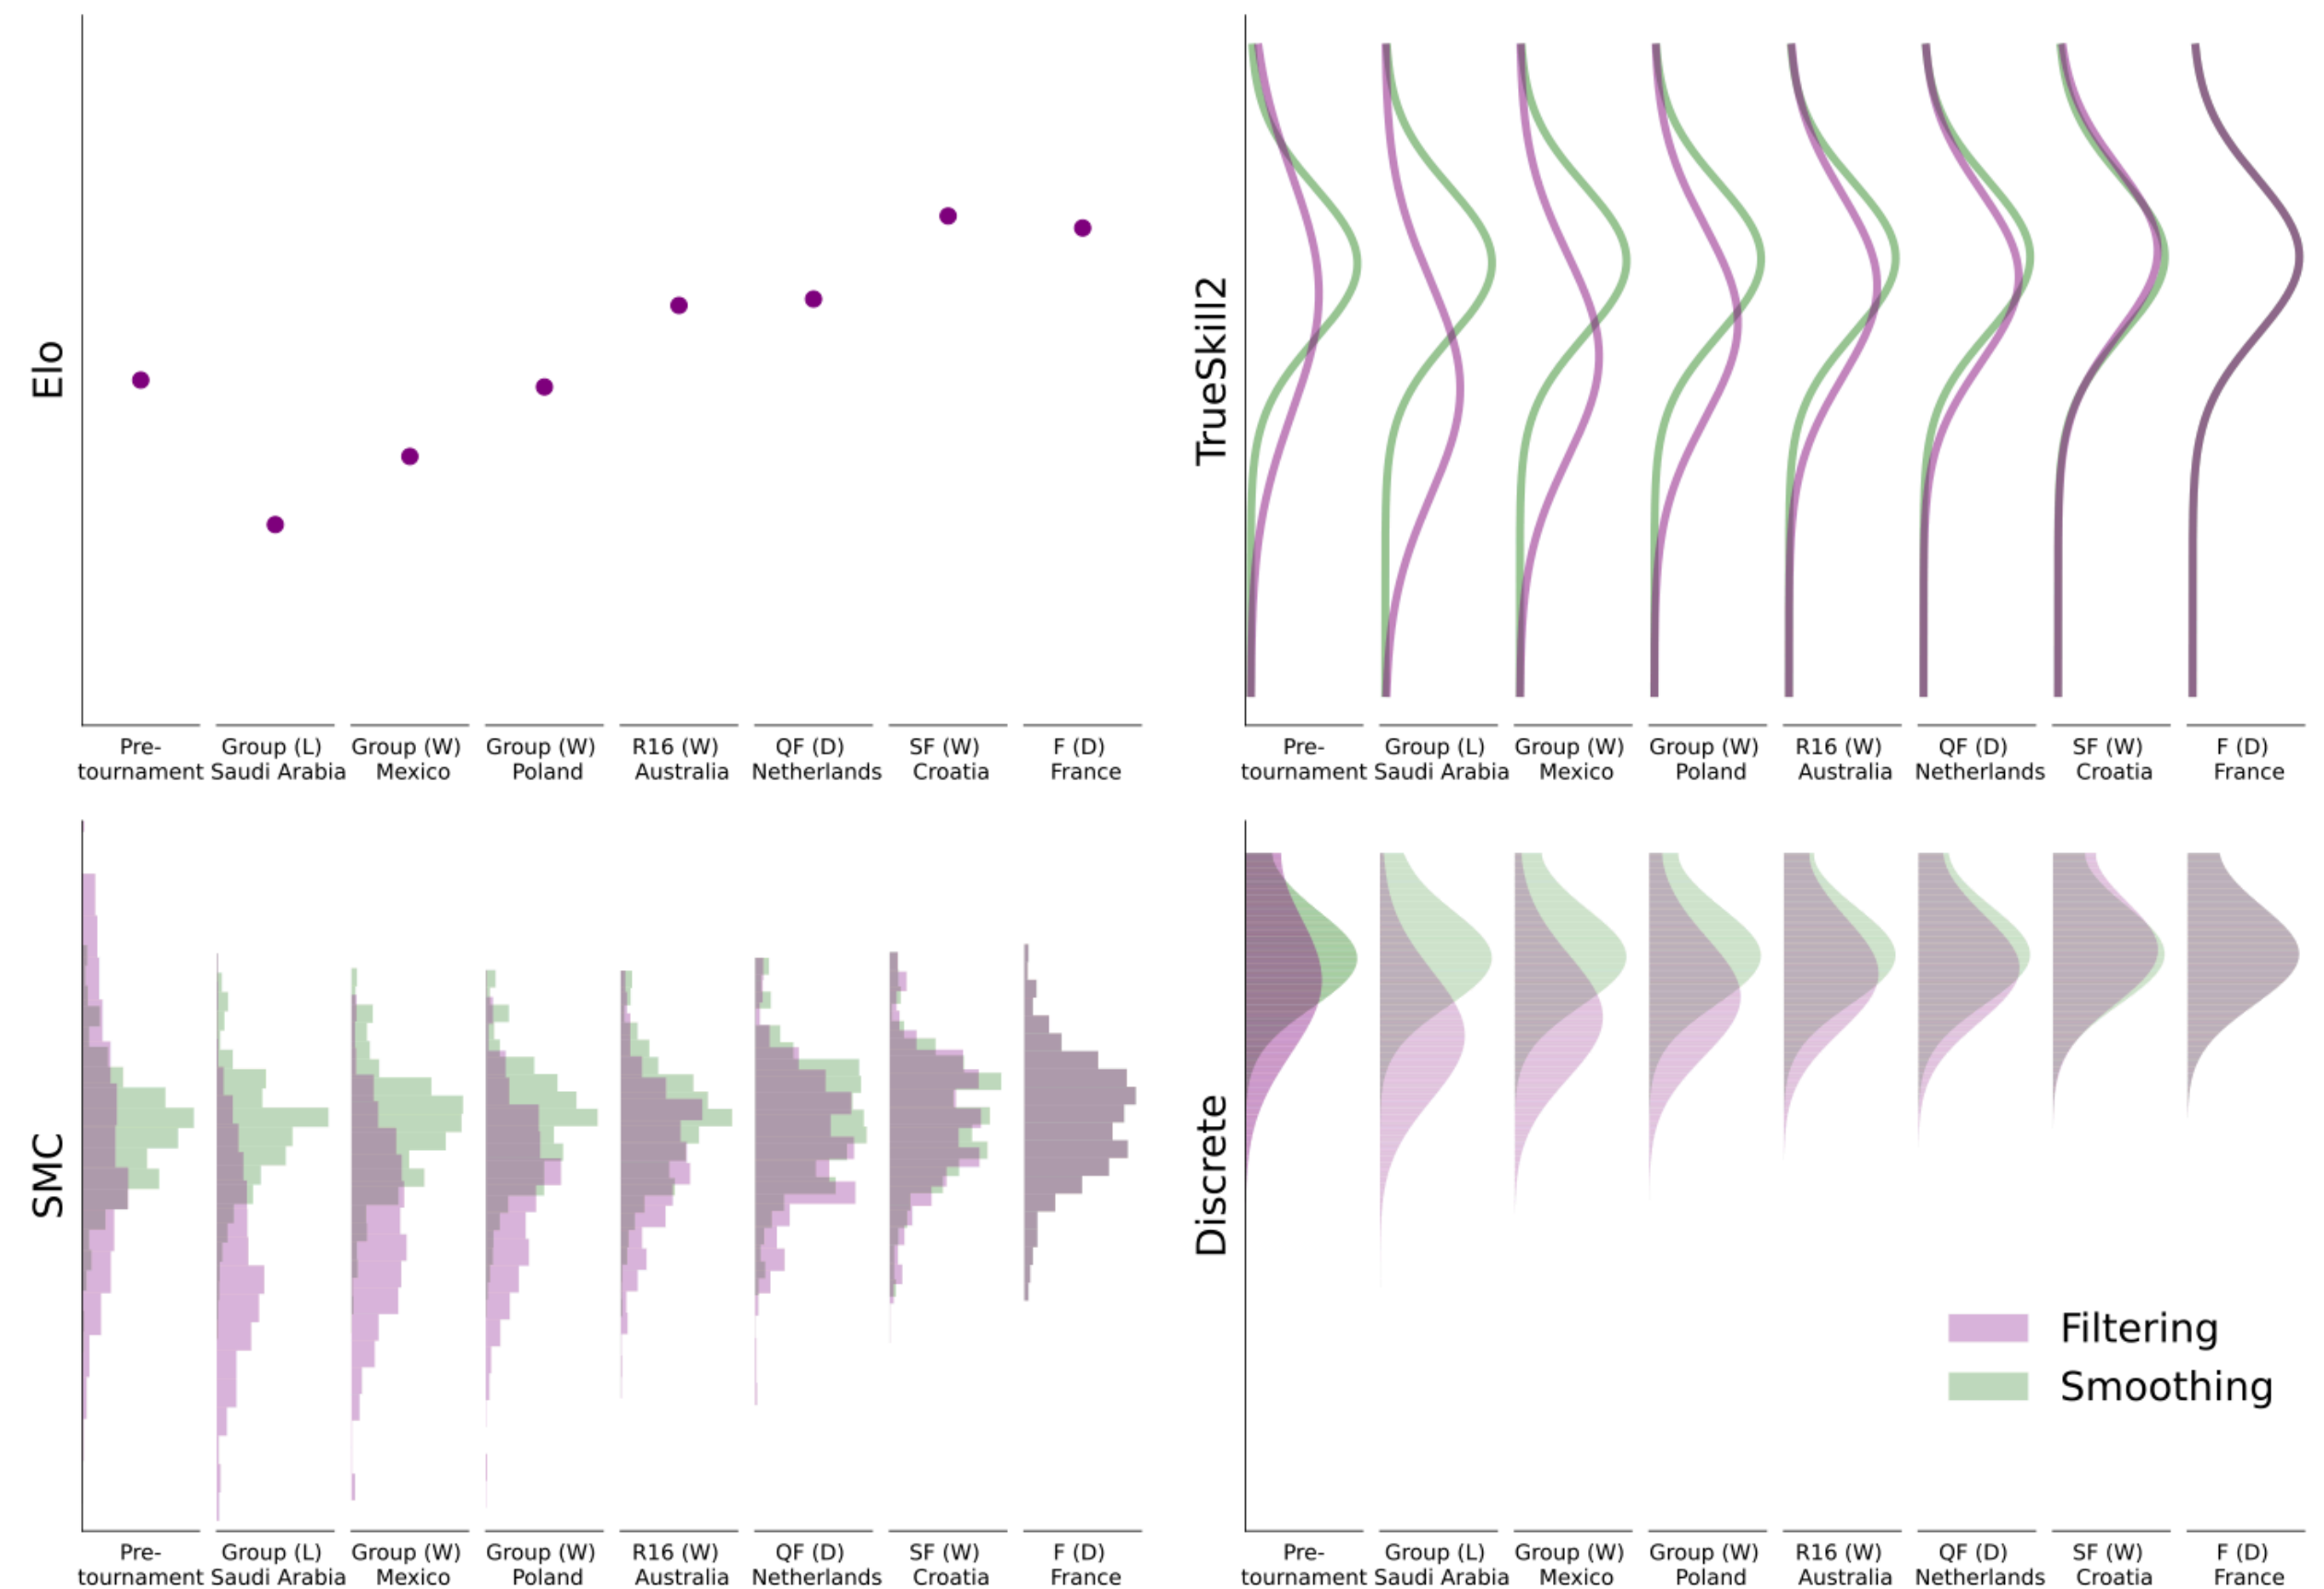 Elo
Pre-
tournament
Group (L)
Saudi Arabia
Group (W)
Mexico
Group (W)
Poland
R16 (W)
Australia
QF (D)
Netherlands
SF (W)
Croatia
F (D)
France
TrueSkill2
Pre-
tournament
Group (L)
Saudi Arabia
Group (W)
Mexico
Group (W)
Poland
R16 (W)
Australia
QF (D)
Netherlands
SF (W)
Croatia
F (D)
France
SMC
Pre-
tournament
Group (L)
Saudi Arabia
Group (W)
Mexico
Group (W)
Poland
R16 (W)
Australia
QF (D)
Netherlands
SF (W)
Croatia
F (D)
France
Discrete
Filtering
Smoothing
Pre-
tournament
Group (L)
Saudi Arabia
Group (W)
Mexico
Group (W)
Poland
R16 (W)
Australia
QF (D)
Netherlands
SF (W)
Croatia
F (D)
France